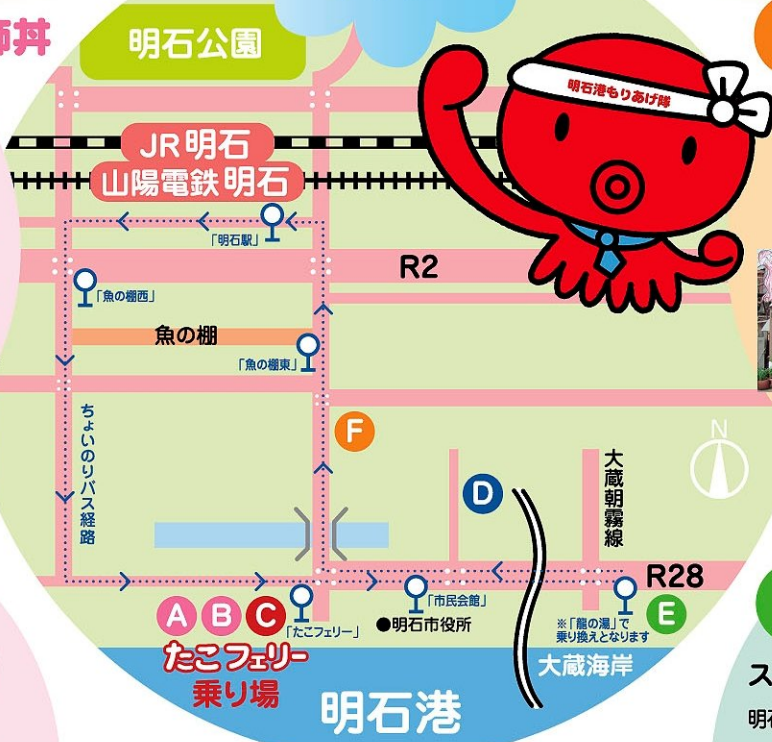 師丼
明石公園
明石港もりあげ隊
JR明石
山陽電鉄明石
「明石駅」
R2
「魚の棚西」
魚の棚
「魚の棚東」
ちょいのりバス経路
F
N
大蔵朝霧線
D
R28
「市民会館」
A B C
「たこフェリー」
●明石市役所
※「龍の湯」で
乗り換えとなります
E
たこフェリー
乗り場
大蔵海岸
明石港
ス
明石